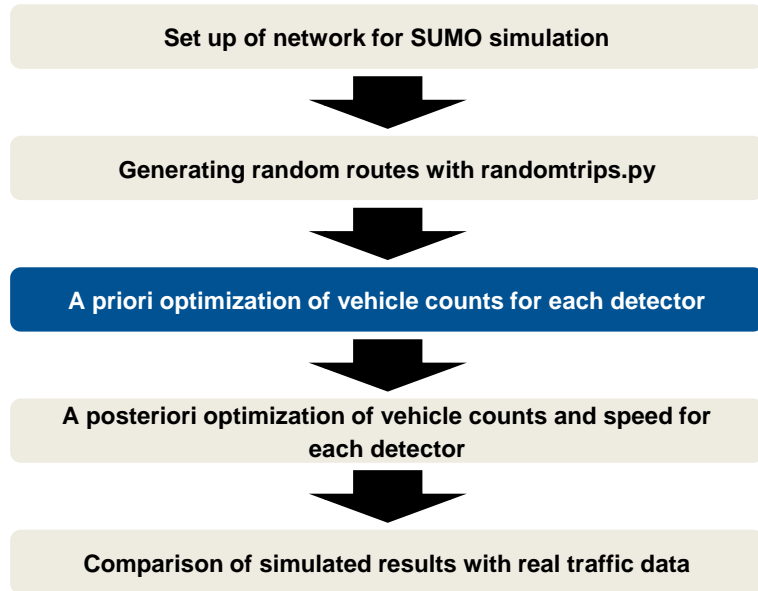 Set up of network for SUMO simulation
Generating random routes with randomtrips.py
A priori optimization of vehicle counts for each detector
A posteriori optimization of vehicle counts and speed for
each detector
Comparison of simulated results with real traffic data